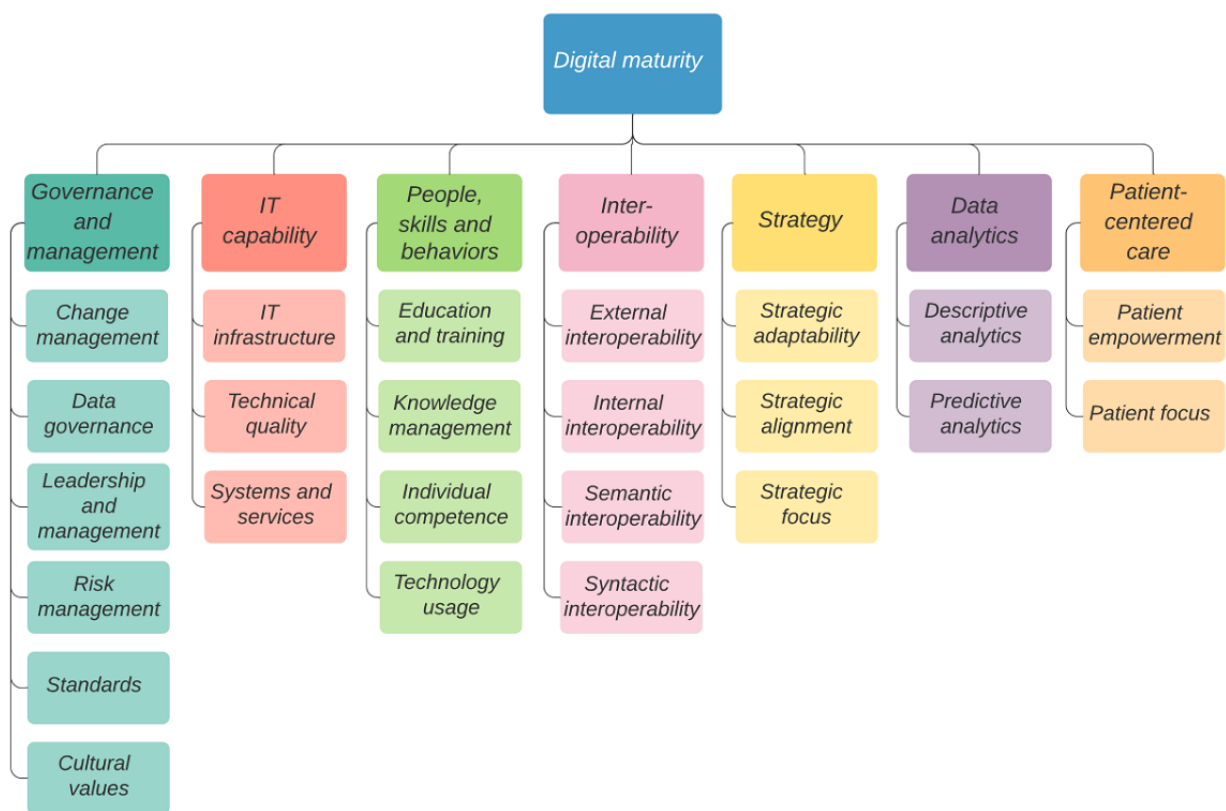 Digital maturity
Governance
and
management
IT
capability
People,
skills and
behaviors
Inter-
operability
Strategy
Data
analytics
Patient-
centered
care
Change
management
IT
infrastructure
Education
and training
External
interoperability
Strategic
adaptability
Descriptive
analytics
Patient
empowerment
Data
governance
Technical
quality
Knowledge
management
Internal
interoperability
Strategic
alignment
Predictive
analytics
Patient focus
Leadership
and
management
Systems and
services
Individual
competence
Semantic
interoperability
Strategic
focus
Risk
management
Technology
usage
Syntactic
interoperability
Standards
Cultural
values